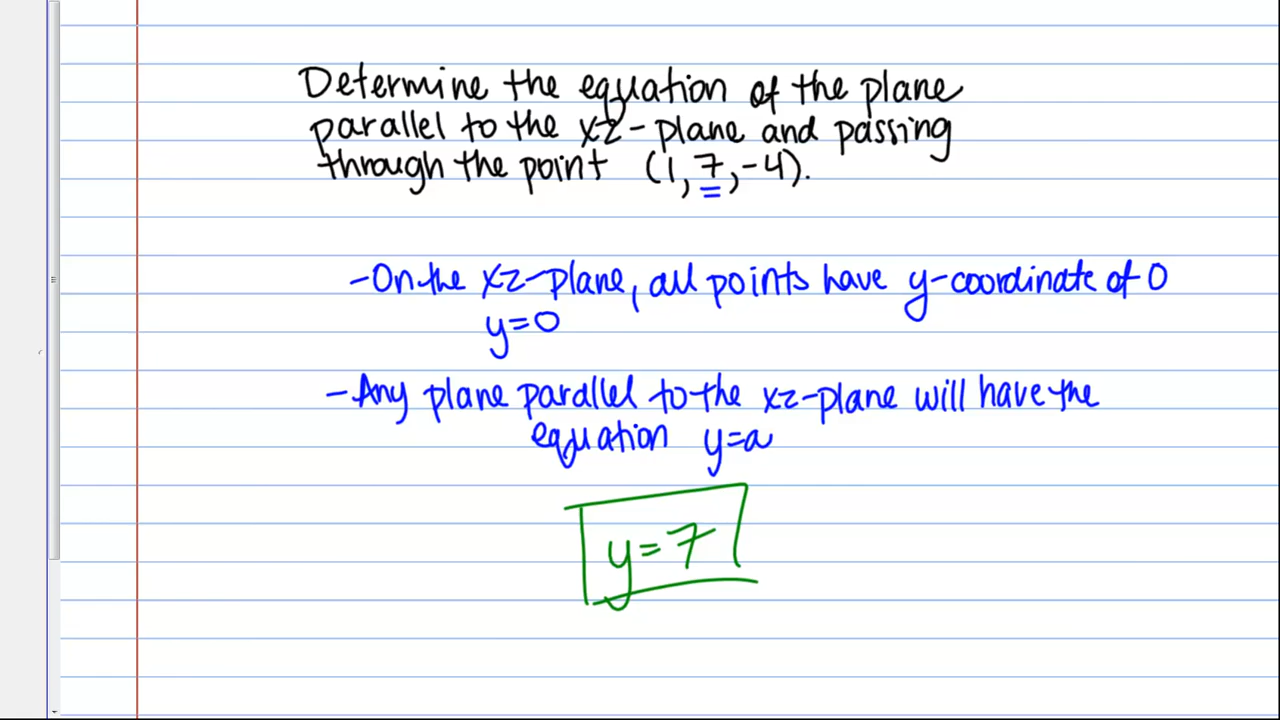 Determine the equation of the plane
parallel to the xz-plane and passing
through the point (1, 7, -4).
-On the xz-plane, all points have y-coordinate of 0
y=0
-Any plane parallel to the xz-plane will have the
equation y=a
y=7